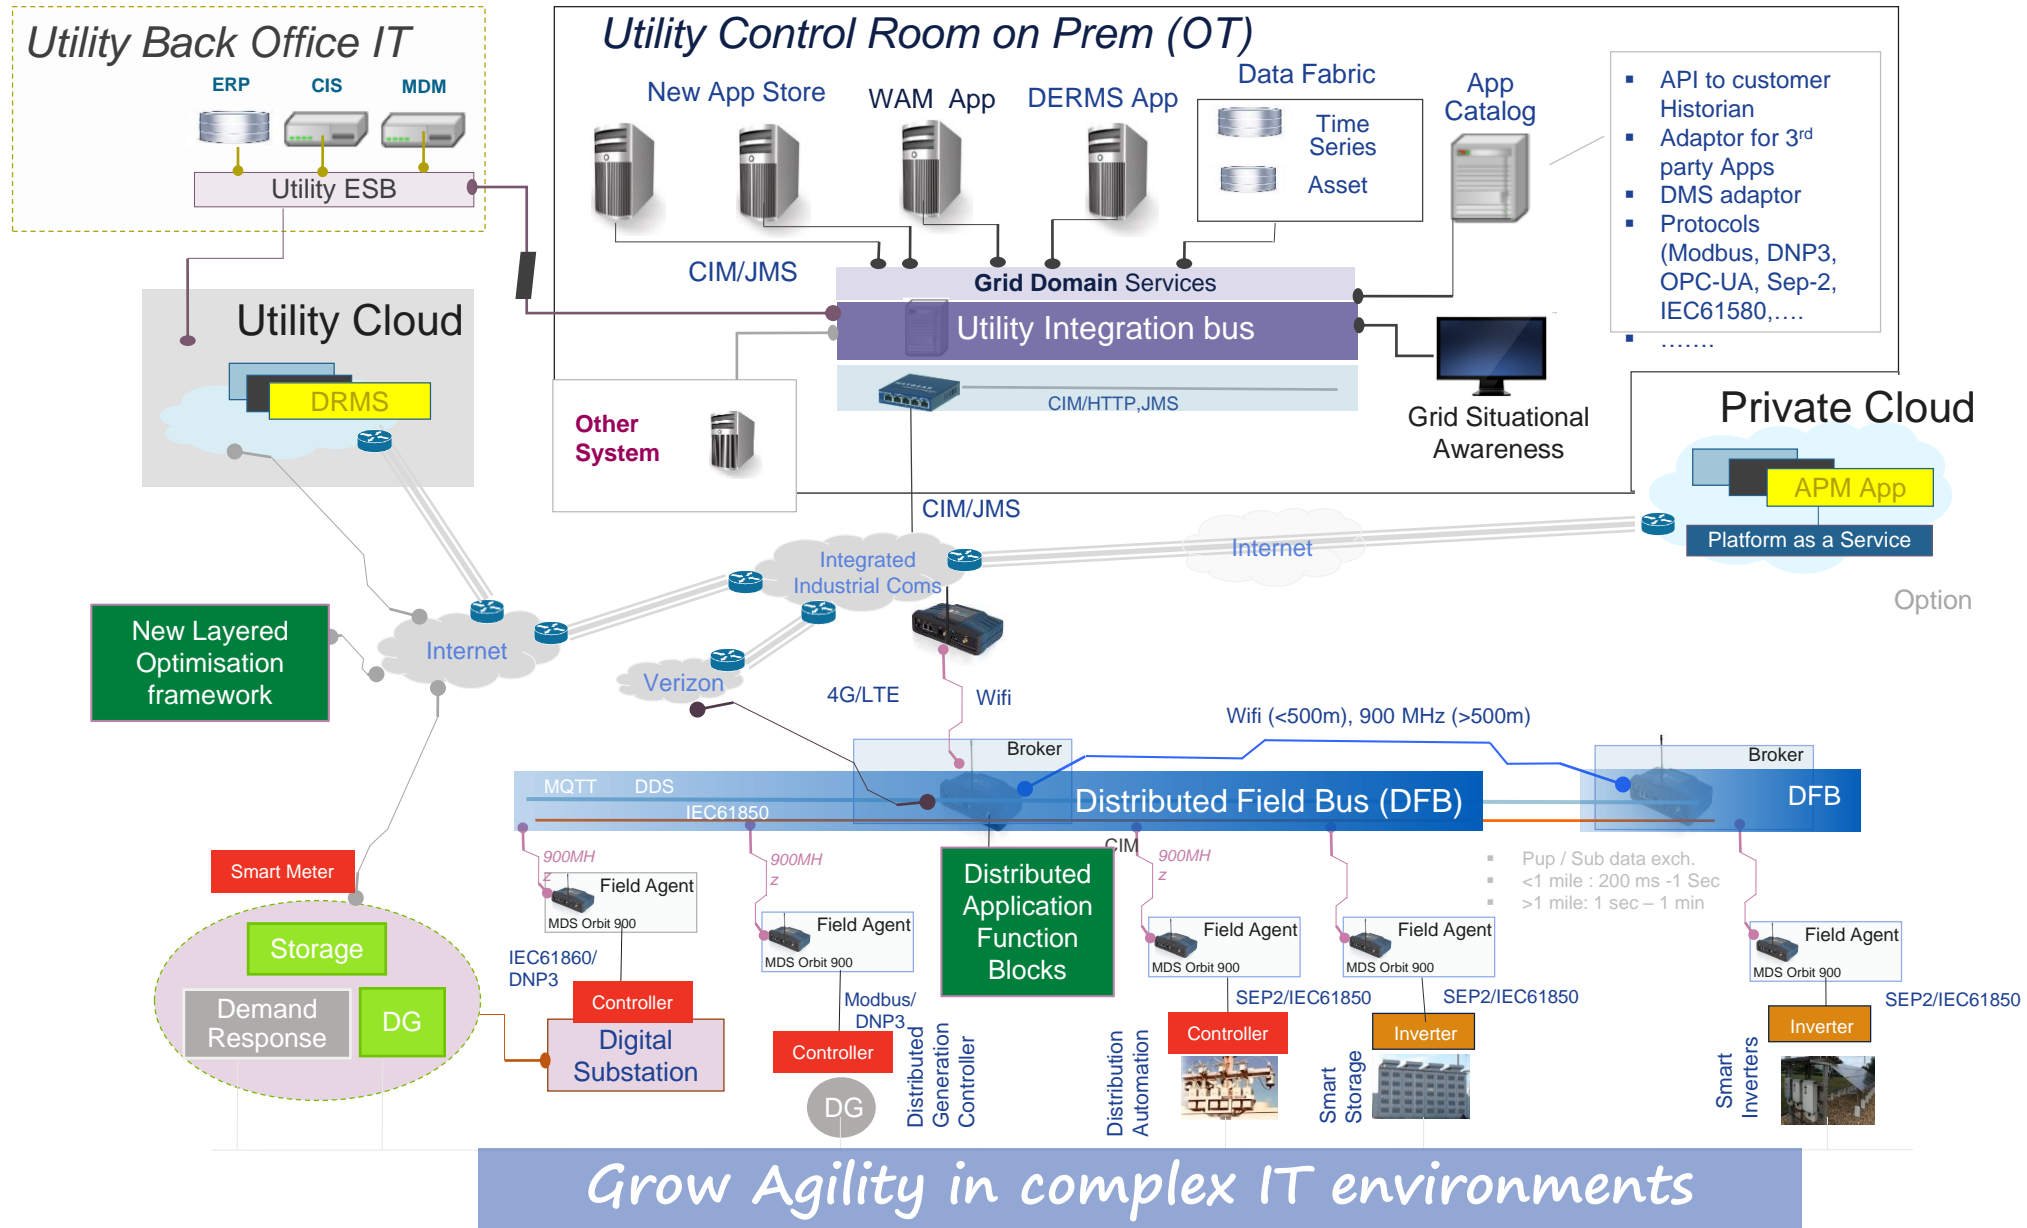 Utility Back Office IT
ERP
CIS
MDM
Utility ESB
Utility Control Room on Prem (OT)
New App Store
WAM App
DERMS App
Data Fabric
Time
Series
Asset
App
Catalog
▪ API to customer
Historian
▪ Adaptor for 3rd
party Apps
▪ DMS adaptor
▪ Protocols
(Modbus, DNP3,
OPC-UA, Sep-2,
IEC61580,….
▪ …….
CIM/JMS
Grid Domain Services
Utility Integration bus
CIM/HTTP,JMS
Grid Situational
Awareness
Other
System
Utility Cloud
DRMS
Private Cloud
APM App
Platform as a Service
Option
CIM/JMS
Integrated
Industrial Coms
Internet
Internet
Verizon
New Layered
Optimisation
framework
4G/LTE
Wifi
Wifi (<500m), 900 MHz (>500m)
Broker
Broker
MQTT
DDS
IEC61850
Distributed Field Bus (DFB)
DFB
CIM
▪ Pup / Sub data exch.
▪ <1 mile : 200 ms -1 Sec
▪ >1 mile: 1 sec – 1 min
Smart Meter
Storage
Demand
Response
DG
900MH
z
Field Agent
MDS Orbit 900
IEC61860/
DNP3
Controller
Digital
Substation
900MH
z
Field Agent
MDS Orbit 900
Modbus/
DNP3
Controller
DG
Distributed
Generation
Controller
Distributed
Application
Function
Blocks
900MH
z
Field Agent
MDS Orbit 900
SEP2/IEC61850
Controller
Distribution
Automation
Field Agent
MDS Orbit 900
SEP2/IEC61850
Inverter
Smart
Storage
Field Agent
MDS Orbit 900
SEP2/IEC61850
Inverter
Smart
Inverters
Grow Agility in complex IT environments